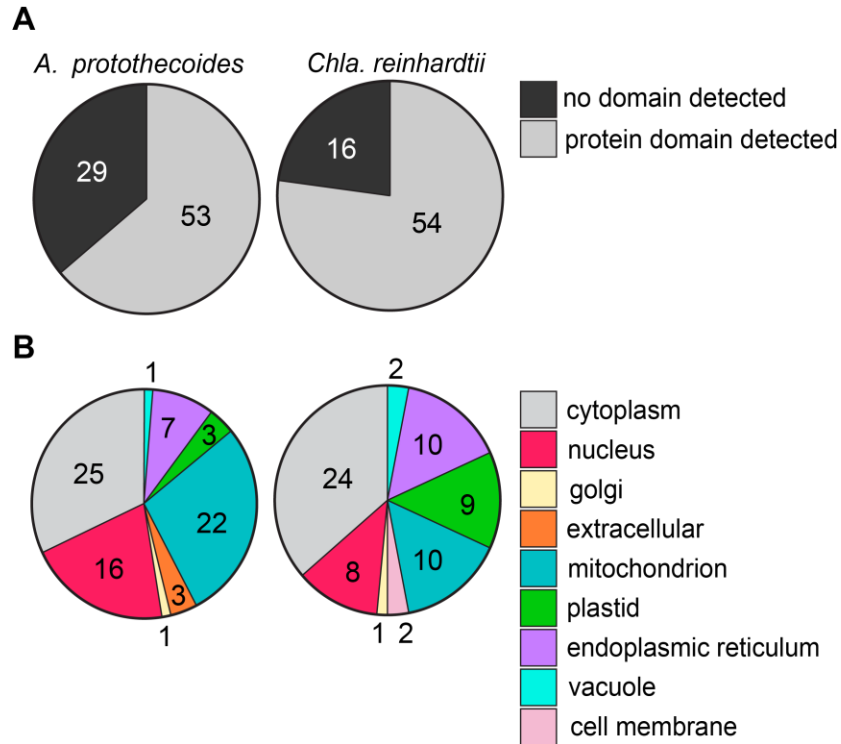 A
A. protothecoides
Chla. reinhardtii
29
53
16
54
no domain detected
protein domain detected
B
1
7
3
22
3
1
16
25
2
10
9
10
2
1
8
24
cytoplasm
nucleus
golgi
extracellular
mitochondrion
plastid
endoplasmic reticulum
vacuole
cell membrane